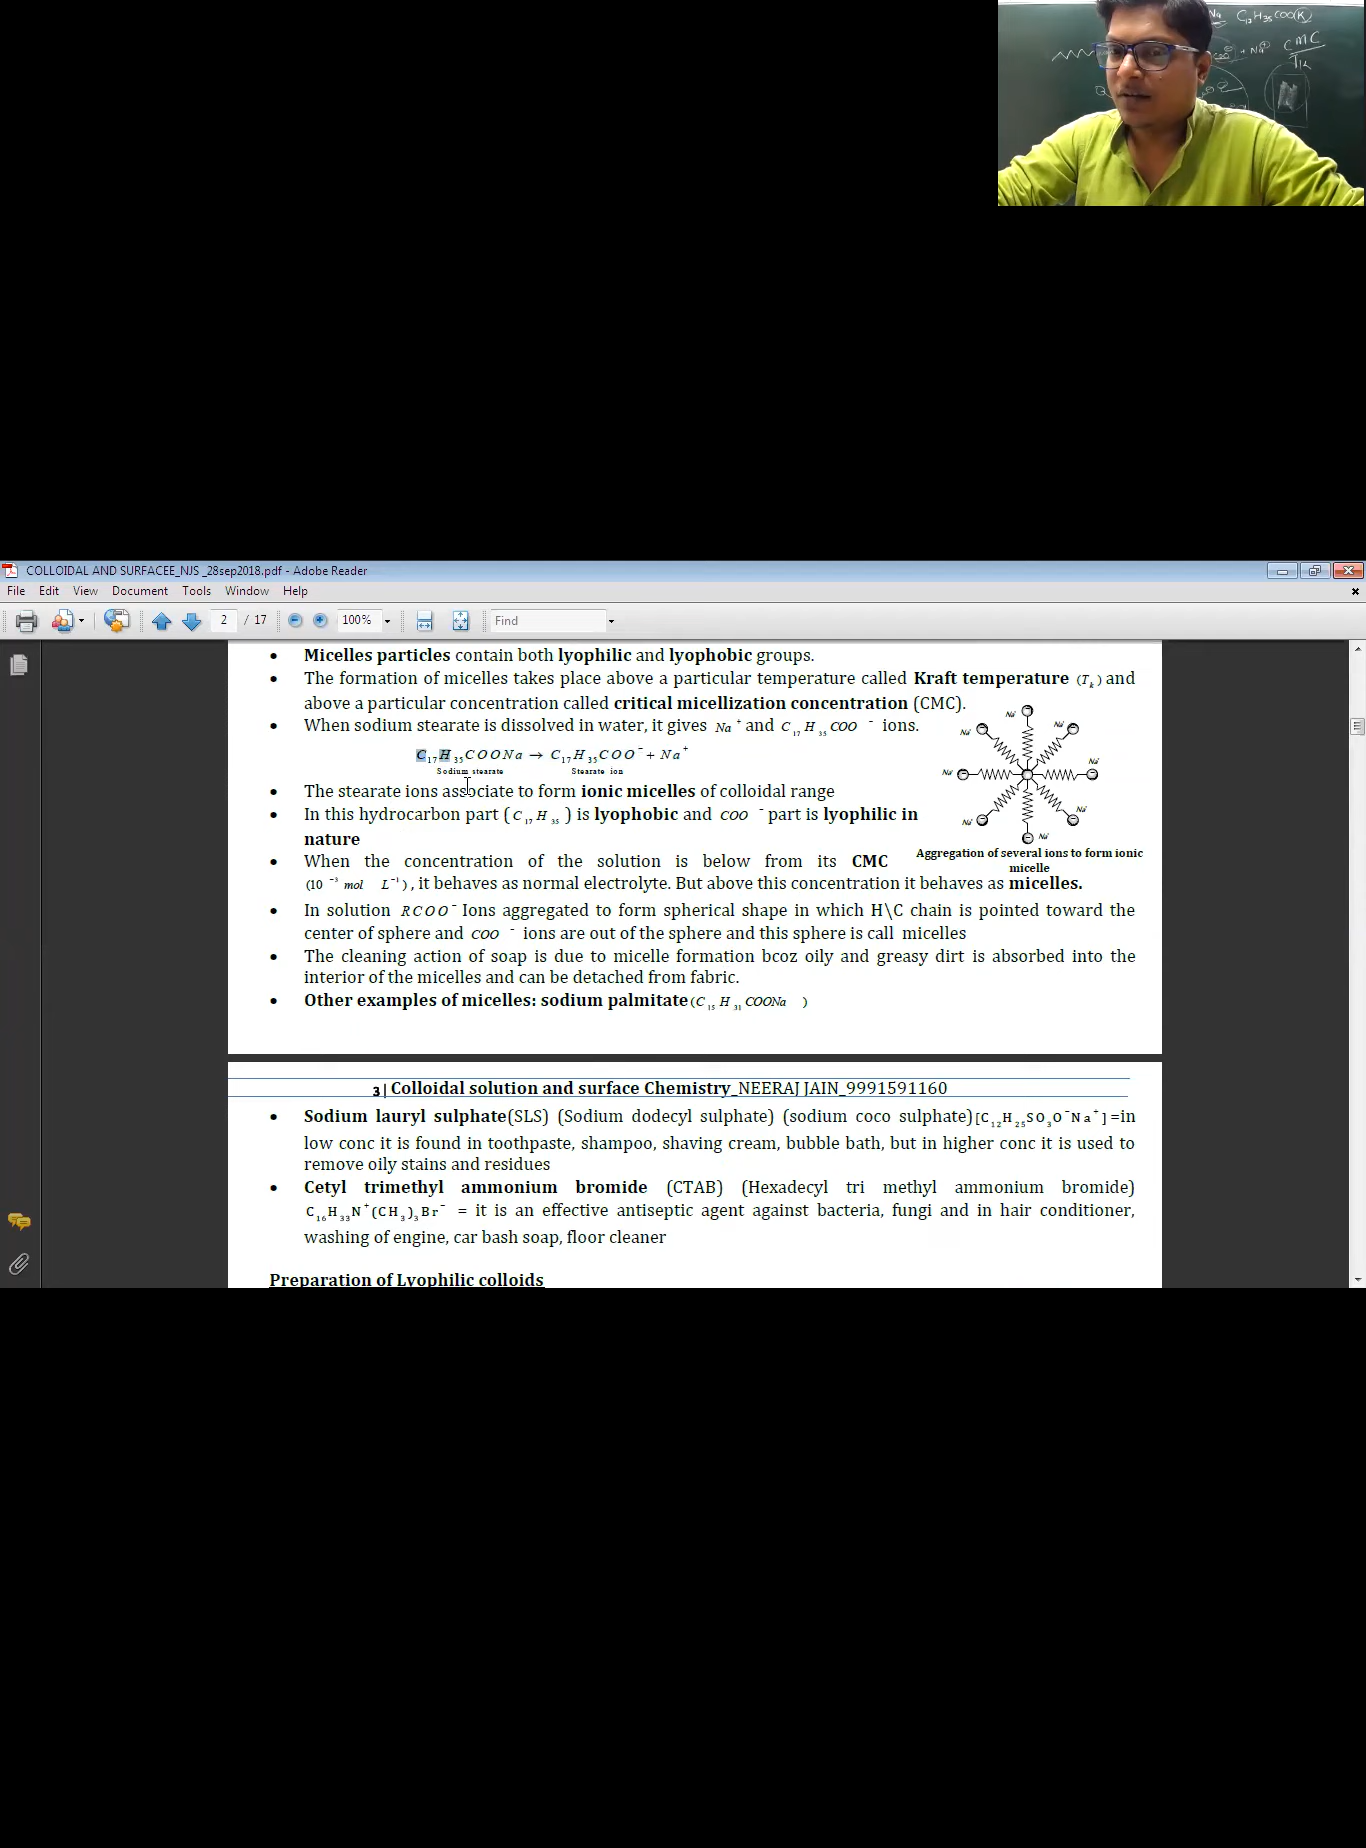 Na C₁₇H₃₅COOK
COO⊖ + Na⊕ CMC
Tk
COLLOIDAL AND SURFACEE_NJS _28sep2018.pdf - Adobe Reader
File Edit View Document Tools Window Help
2 / 17 100% Find
• Micelles particles contain both lyophilic and lyophobic groups.
• The formation of micelles takes place above a particular temperature called Kraft temperature (Tₖ) and
above a particular concentration called critical micellization concentration (CMC).
• When sodium stearate is dissolved in water, it gives Na⁺ and C₁₇H₃₅COO⁻ ions.
C₁₇H₃₅COONa → C₁₇H₃₅COO⁻ + Na⁺
Sodium stearate Stearate ion
• The stearate ions associate to form ionic micelles of colloidal range
• In this hydrocarbon part (C₁₇H₃₅) is lyophobic and COO⁻ part is lyophilic in
nature
Na⁺ Na⁺ Na⁺ Na⁺ Na⁺ Na⁺ Na⁺ Na⁺
Aggregation of several ions to form ionic
micelle
• When the concentration of the solution is below from its CMC
(10⁻³ mol L⁻¹), it behaves as normal electrolyte. But above this concentration it behaves as micelles.
• In solution RCOO⁻ Ions aggregated to form spherical shape in which H\C chain is pointed toward the
center of sphere and COO⁻ ions are out of the sphere and this sphere is call micelles
• The cleaning action of soap is due to micelle formation bcoz oily and greasy dirt is absorbed into the
interior of the micelles and can be detached from fabric.
• Other examples of micelles: sodium palmitate(C₁₅H₃₁COONa )
3| Colloidal solution and surface Chemistry_NEERAJ JAIN_9991591160
• Sodium lauryl sulphate(SLS) (Sodium dodecyl sulphate) (sodium coco sulphate)[C₁₂H₂₅SO₃O⁻Na⁺]=in
low conc it is found in toothpaste, shampoo, shaving cream, bubble bath, but in higher conc it is used to
remove oily stains and residues
• Cetyl trimethyl ammonium bromide (CTAB) (Hexadecyl tri methyl ammonium bromide)
C₁₆H₃₃N⁺(CH₃)₃Br⁻ = it is an effective antiseptic agent against bacteria, fungi and in hair conditioner,
washing of engine, car bash soap, floor cleaner
Preparation of Lyophilic colloids